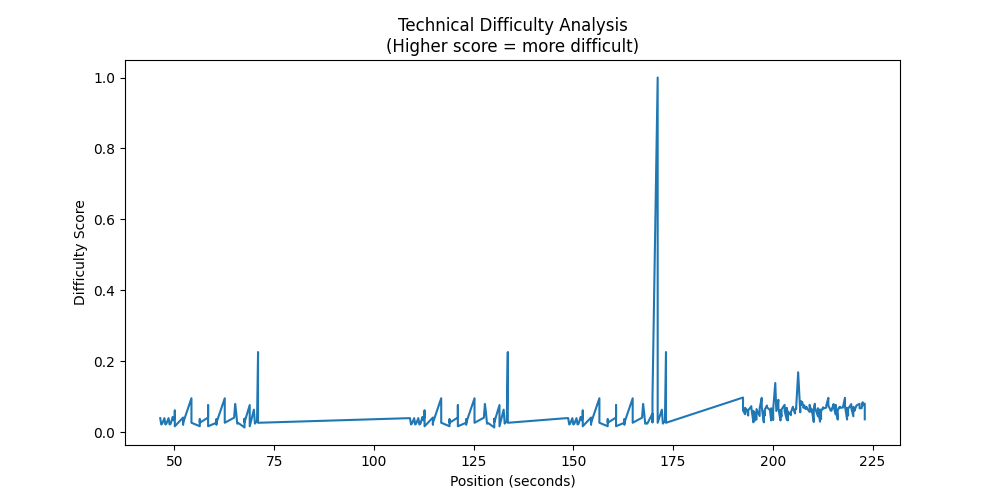 Technical Difficulty Analysis
(Higher score = more difficult)
Difficulty Score
1.0
0.8
0.6
0.4
0.2
0.0
50 75 100 125 150 175 200 225
Position (seconds)